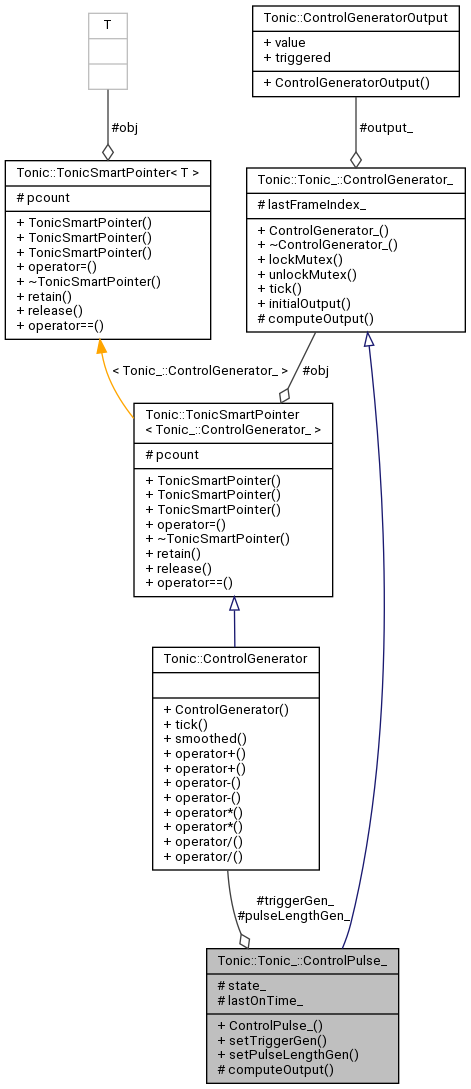 T
#obj
Tonic::ControlGeneratorOutput
+ value
+ triggered
+ ControlGeneratorOutput()
#output_
Tonic::TonicSmartPointer< T >
# pcount
+ TonicSmartPointer()
+ TonicSmartPointer()
+ TonicSmartPointer()
+ operator=()
+ ~TonicSmartPointer()
+ retain()
+ release()
+ operator==()
Tonic::Tonic_::ControlGenerator_
# lastFrameIndex_
+ ControlGenerator_()
+ ~ControlGenerator_()
+ lockMutex()
+ unlockMutex()
+ tick()
+ initialOutput()
# computeOutput()
< Tonic_::ControlGenerator_ >
#obj
Tonic::TonicSmartPointer
< Tonic_::ControlGenerator_ >
# pcount
+ TonicSmartPointer()
+ TonicSmartPointer()
+ TonicSmartPointer()
+ operator=()
+ ~TonicSmartPointer()
+ retain()
+ release()
+ operator==()
Tonic::ControlGenerator
+ ControlGenerator()
+ tick()
+ smoothed()
+ operator+()
+ operator+()
+ operator-()
+ operator-()
+ operator*()
+ operator*()
+ operator/()
+ operator/()
#triggerGen_
#pulseLengthGen_
Tonic::Tonic_::ControlPulse_
# state_
# lastOnTime_
+ ControlPulse_()
+ setTriggerGen()
+ setPulseLengthGen()
# computeOutput()